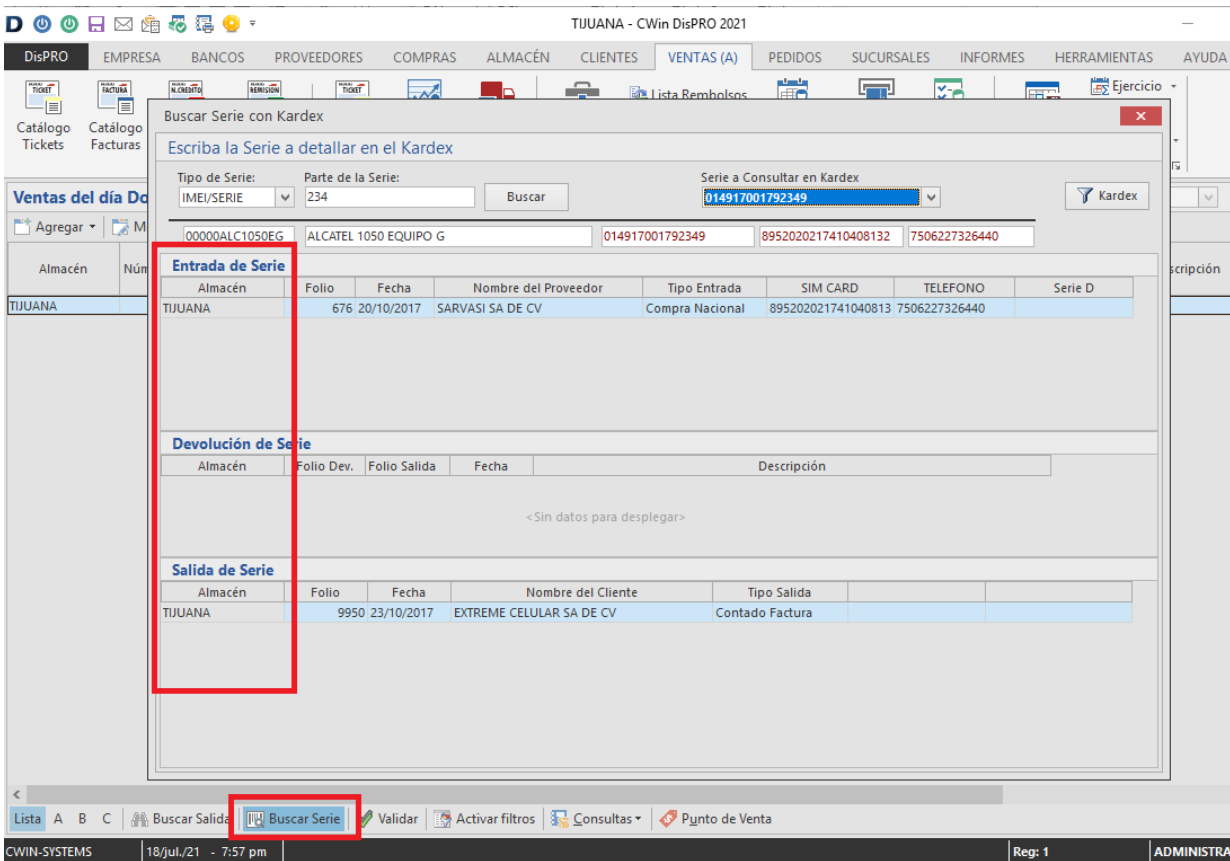 TIJUANA - CWin DisPRO 2021
DisPRO EMPRESA BANCOS PROVEEDORES COMPRAS ALMACÉN CLIENTES VENTAS (A) PEDIDOS SUCURSALES INFORMES HERRAMIENTAS AYUDA
TICKET FACTURA N.CREDITO REMISION TICKET Lista Rembolsos Ejercicio
Catálogo Tickets
Catálogo Facturas
Buscar Serie con Kardex
Escriba la Serie a detallar en el Kardex
Tipo de Serie: Parte de la Serie: Serie a Consultar en Kardex
IMEI/SERIE 234 Buscar 014917001792349 Kardex
Ventas del día Do
Agregar M
00000ALC1050EG ALCATEL 1050 EQUIPO G 014917001792349 8952020217410408132 7506227326440
Almacén Núm scripción
TIJUANA
Entrada de Serie
Almacén Folio Fecha Nombre del Proveedor Tipo Entrada SIM CARD TELEFONO Serie D
TIJUANA 676 20/10/2017 SARVASI SA DE CV Compra Nacional 895202021741040813 7506227326440
Devolución de Serie
Almacén Folio Dev. Folio Salida Fecha Descripción
<Sin datos para desplegar>
Salida de Serie
Almacén Folio Fecha Nombre del Cliente Tipo Salida
TIJUANA 9950 23/10/2017 EXTREME CELULAR SA DE CV Contado Factura
Lista A B C Buscar Salida Buscar Serie Validar Activar filtros Consultas Punto de Venta
CWIN-SYSTEMS 18/jul./21 - 7:57 pm Reg: 1 ADMINISTRA